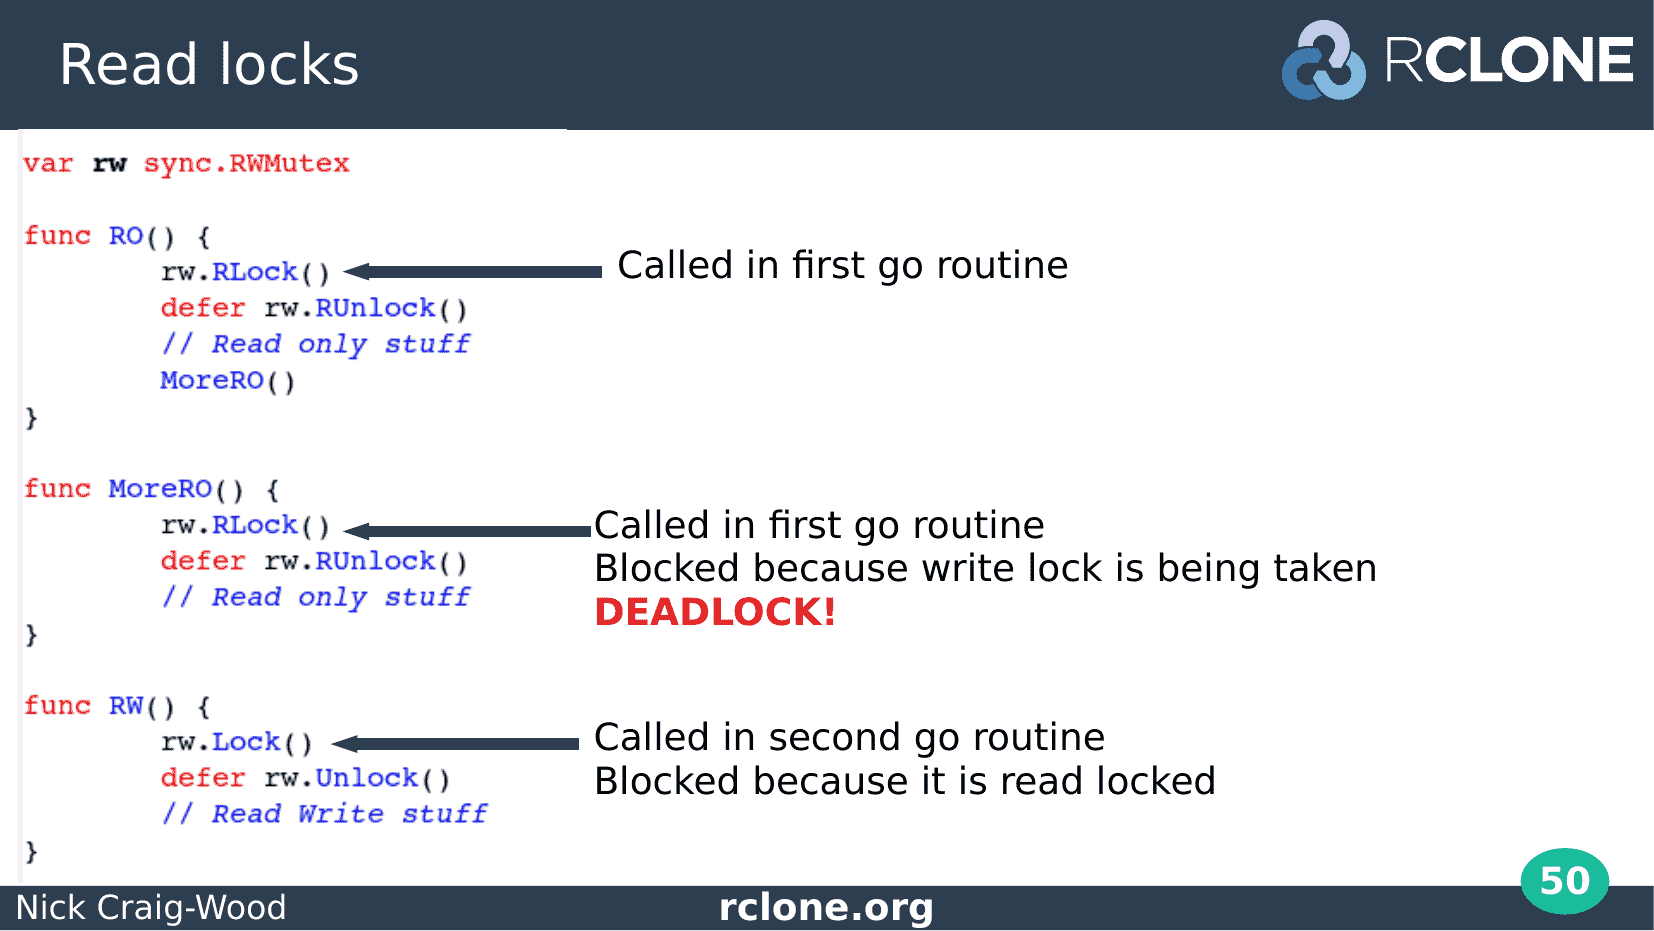 Read locks
RCLONE
var rw sync.RWMutex
func RO() {
rw.RLock()
Called in first go routine
defer rw.RUnlock()
// Read only stuff
MoreRO()
}
func MoreRO() {
rw.RLock()
Called in first go routine
defer rw.RUnlock()
Blocked because write lock is being taken
// Read only stuff
DEADLOCK!
}
func RW() {
rw.Lock()
Called in second go routine
defer rw.Unlock()
Blocked because it is read locked
// Read Write stuff
}
50
Nick Craig-Wood
rclone.org